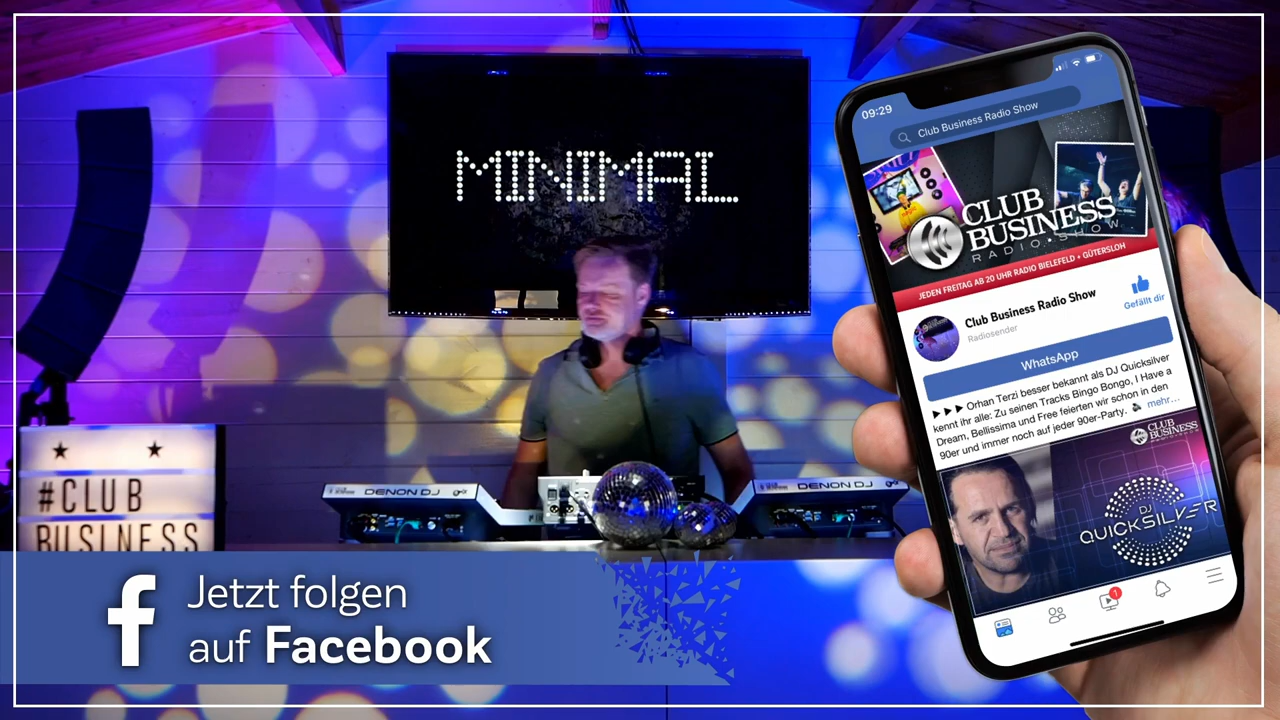 MINIMAL
#CLUB
BUSINESS
DENON DJ
DENON DJ
Jetzt folgen
auf Facebook
09:29
Club Business Radio Show
CLUB
BUSINESS
RADIO•SHOW
JEDEN FREITAG AB 20 UHR RADIO BIELEFELD + GÜTERSLOH
Club Business Radio Show
Radiosender
Gefällt dir
WhatsApp
▶ ▶ ▶ Orhan Terzi besser bekannt als DJ Quicksilver
kennt ihr alle: Zu seinen Tracks Bingo Bongo, I Have a
Dream, Bellissima und Free feierten wir schon in den
90er und immer noch auf jeder 90er-Party. mehr...
CLUB
BUSINESS
DJ
QUICKSILVER
1